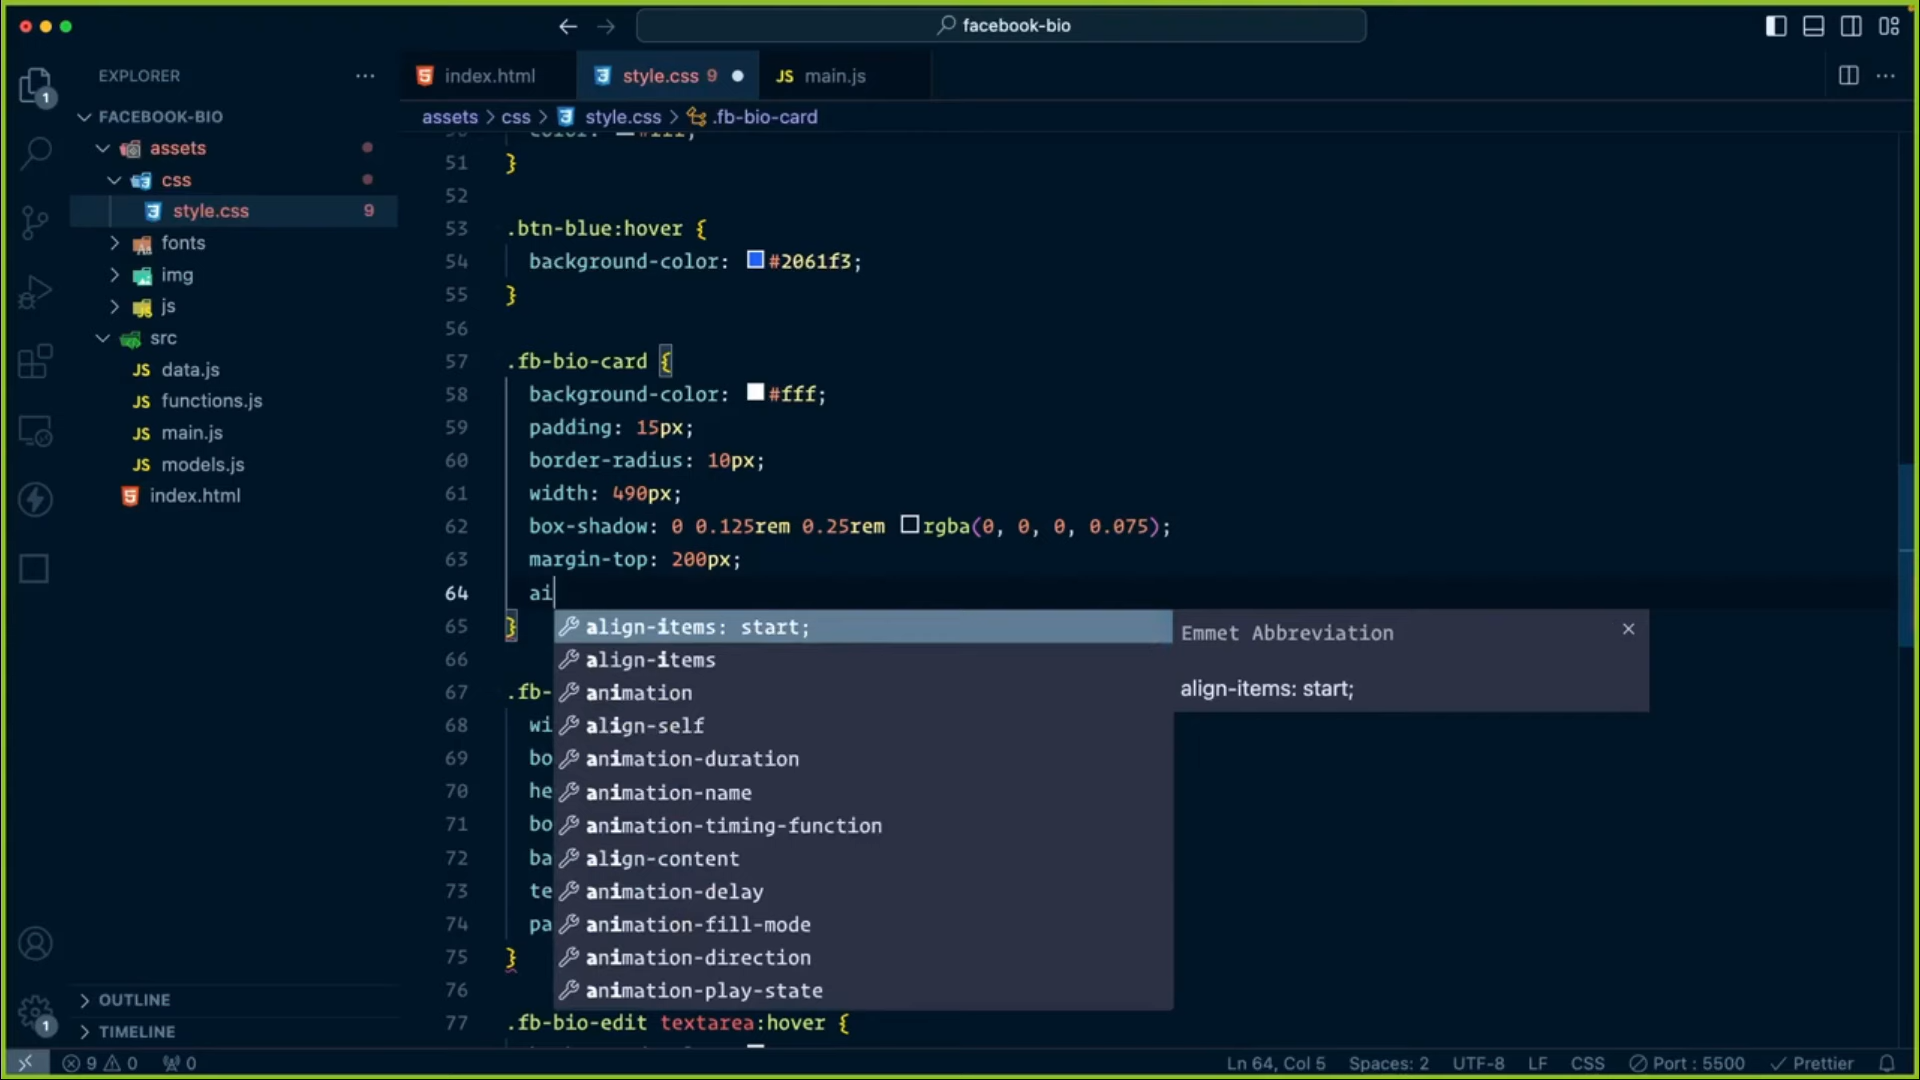 facebook-bio
EXPLORER
index.html
style.css 9
JS main.js
1
FACEBOOK-BIO
assets > css > style.css > .fb-bio-card
assets
css
style.css 9
fonts
img
js
src
JS data.js
JS functions.js
JS main.js
JS models.js
index.html
51 }
52
53 .btn-blue:hover {
54 background-color: #2061f3;
55 }
56
57 .fb-bio-card {
58 background-color: #fff;
59 padding: 15px;
60 border-radius: 10px;
61 width: 490px;
62 box-shadow: 0 0.125rem 0.25rem rgba(0, 0, 0, 0.075);
63 margin-top: 200px;
64 ai
65 }
66
67 .fb-
68 wi
69 bo
70 he
71 bo
72 ba
73 te
74 pa
75 }
76
77 .fb-bio-edit textarea:hover {
align-items: start;
align-items
animation
align-self
animation-duration
animation-name
animation-timing-function
align-content
animation-delay
animation-fill-mode
animation-direction
animation-play-state
Emmet Abbreviation
align-items: start;
OUTLINE
TIMELINE
1
9 0 0
Ln 64, Col 5 Spaces: 2 UTF-8 LF CSS Port : 5500 Prettier